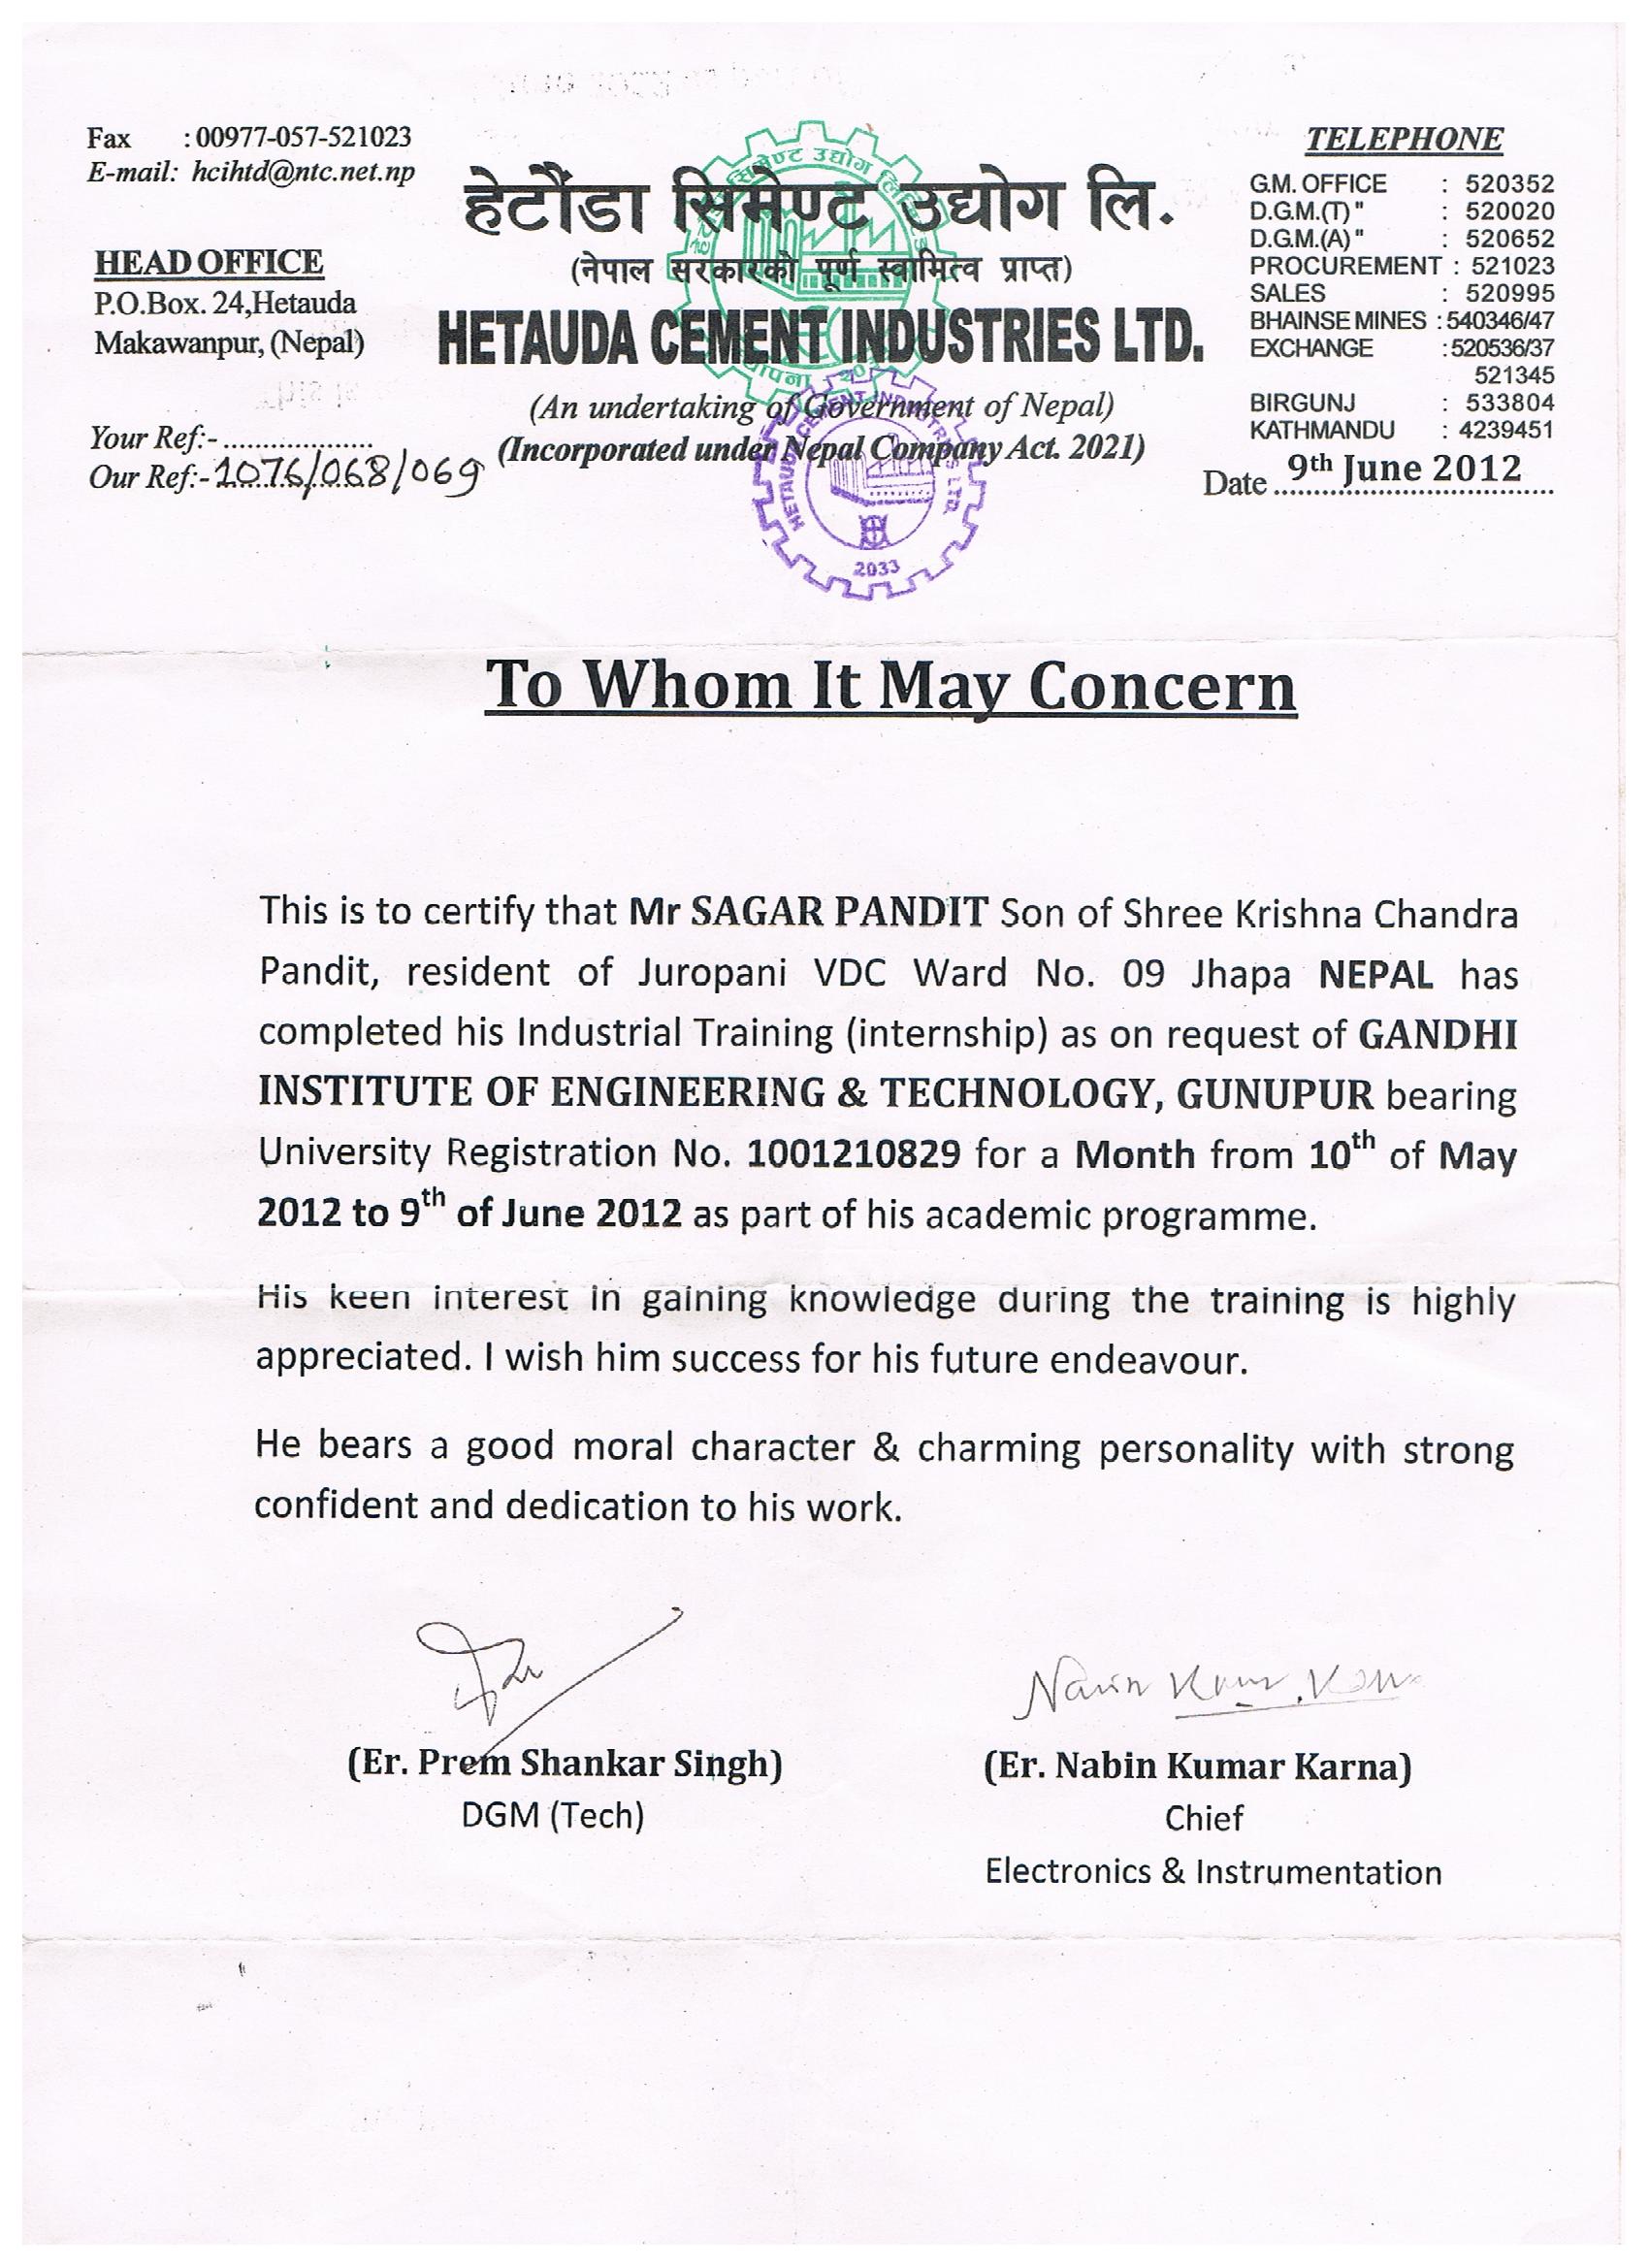 Fax : 00977-057-521023
E-mail: hcihtd@ntc.net.np
HEAD OFFICE
P.O.Box. 24,Hetauda
Makawanpur, (Nepal)
Your Ref:- ..................
Our Ref:- 1076/068/069
हेटौंडा सिमेण्ट उद्योग लि.
(नेपाल सरकारको पूर्ण स्वामित्व प्राप्त)
HETAUDA CEMENT INDUSTRIES LTD.
(An undertaking of Government of Nepal)
(Incorporated under Nepal Company Act. 2021)
HETAUDA CEMENT INDUSTRIES LTD.
2033
TELEPHONE
G.M. OFFICE : 520352
D.G.M.(T) " : 520020
D.G.M.(A) " : 520652
PROCUREMENT : 521023
SALES : 520995
BHAINSE MINES : 540346/47
EXCHANGE : 520536/37
521345
BIRGUNJ : 533804
KATHMANDU : 4239451
Date 9th June 2012
To Whom It May Concern
This is to certify that Mr SAGAR PANDIT Son of Shree Krishna Chandra
Pandit, resident of Juropani VDC Ward No. 09 Jhapa NEPAL has
completed his Industrial Training (internship) as on request of GANDHI
INSTITUTE OF ENGINEERING & TECHNOLOGY, GUNUPUR bearing
University Registration No. 1001210829 for a Month from 10th of May
2012 to 9th of June 2012 as part of his academic programme.
His keen interest in gaining knowledge during the training is highly
appreciated. I wish him success for his future endeavour.
He bears a good moral character & charming personality with strong
confident and dedication to his work.
(Er. Prem Shankar Singh)
DGM (Tech)
(Er. Nabin Kumar Karna)
Chief
Electronics & Instrumentation